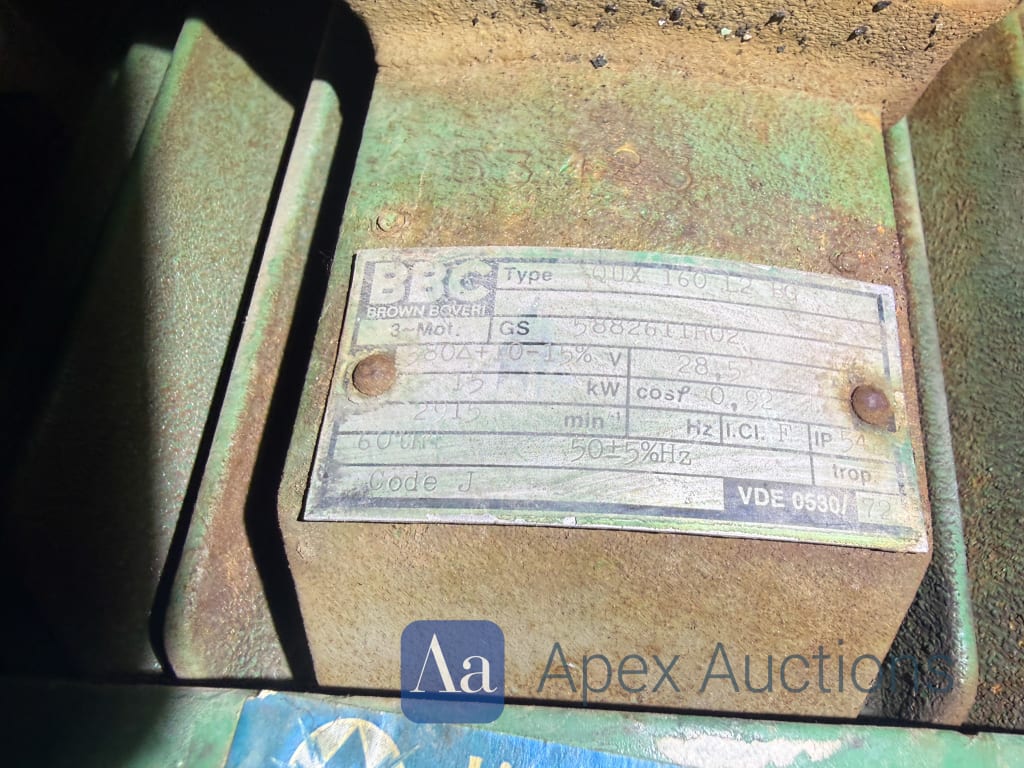 BBC
BROWN BOVERI
Type QUX 160 L2
3~Mot. GS 5882611R02
380Δ+10-15% V 28,5
15 kW cosφ 0,92
2915 min⁻¹ Hz I.Cl. F IP 54
50±5%Hz trop.
Code J VDE 0530/ 72
Aa Apex Auctions